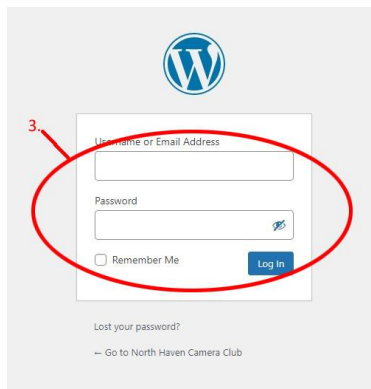 3.
Username or Email Address
Password
Remember Me
Log In
Lost your password?
← Go to North Haven Camera Club